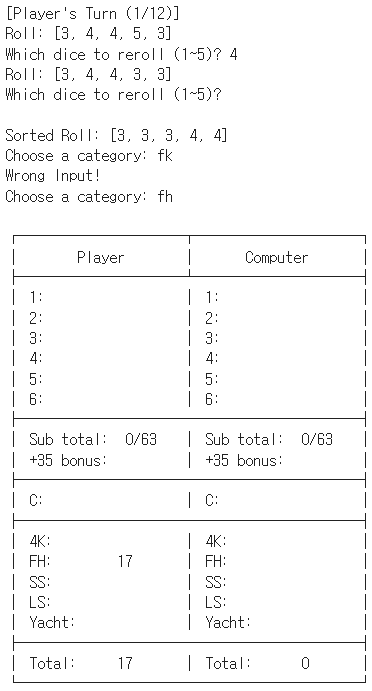 [Player's Turn (1/12)]
Roll: [3, 4, 4, 5, 3]
Which dice to reroll (1~5)? 4
Roll: [3, 4, 4, 3, 3]
Which dice to reroll (1~5)?
Sorted Roll: [3, 3, 3, 4, 4]
Choose a category: fk
Wrong Input!
Choose a category: fh
Player Computer
1: 1:
2: 2:
3: 3:
4: 4:
5: 5:
6: 6:
Sub total: 0/63 Sub total: 0/63
+35 bonus: +35 bonus:
C: C:
4K: 4K:
FH: 17 FH:
SS: SS:
LS: LS:
Yacht: Yacht:
Total: 17 Total: 0